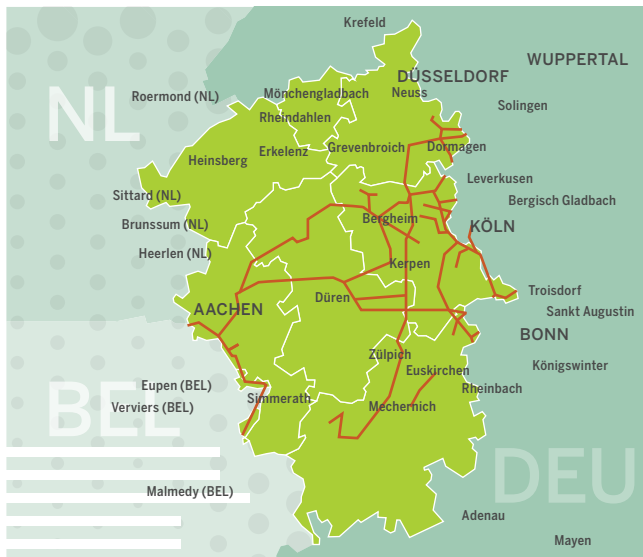 Krefeld
WUPPERTAL
DÜSSELDORF
NL
Roermond (NL)
Mönchengladbach
Neuss
Solingen
Rheindahlen
Heinsberg
Erkelenz
Grevenbroich
Dormagen
Leverkusen
Sittard (NL)
Bergisch Gladbach
Brunssum (NL)
Bergheim
KÖLN
Heerlen (NL)
Kerpen
Troisdorf
Düren
AACHEN
Sankt Augustin
BONN
Zülpich
Königswinter
Euskirchen
Eupen (BEL)
Rheinbach
BEL
Simmerath
Verviers (BEL)
Mechernich
DEU
Malmedy (BEL)
Adenau
Mayen